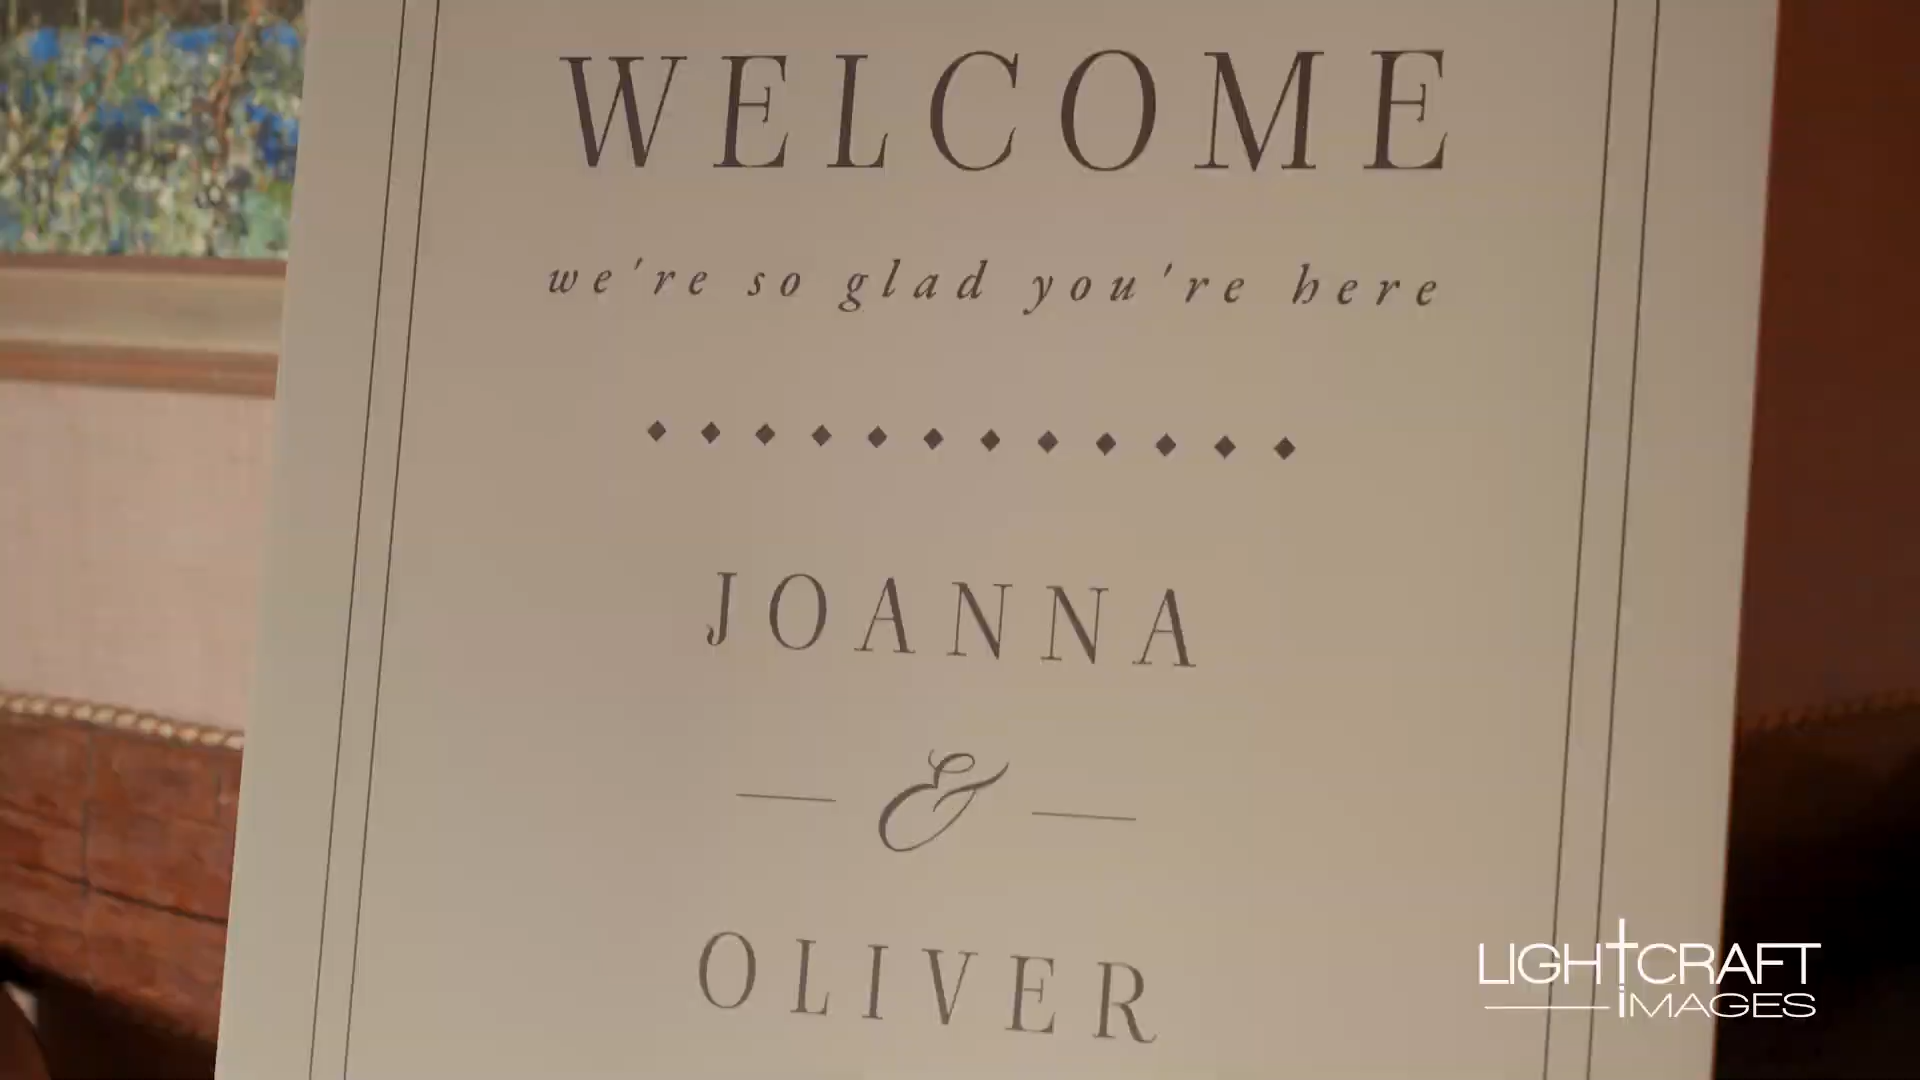 WELCOME
we're so glad you're here
JOANNA
&
OLIVER
LIGHTCRAFT
iMAGES